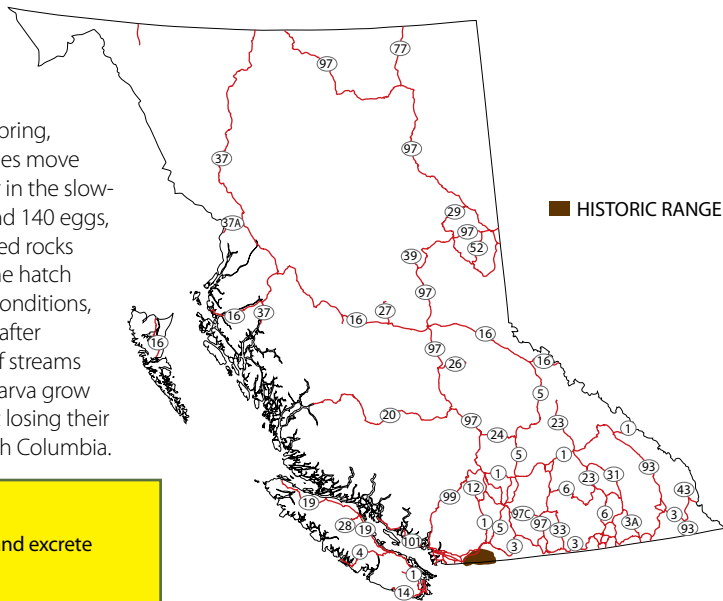 pring,
es move
in the slow-
nd 140 eggs,
ed rocks
e hatch
onditions,
after
f streams
arva grow
losing their
h Columbia.
and excrete
HISTORIC RANGE
77
97
97
37
29
97
52
37A
39
97
16
37
27
16
16
16
16
97
26
5
23
20
97
24
1
1
5
93
12
1
23
31
99
6
43
19
97C
6
28
19
1
5
97
33
3A
3
101
3
3
93
4
1
14